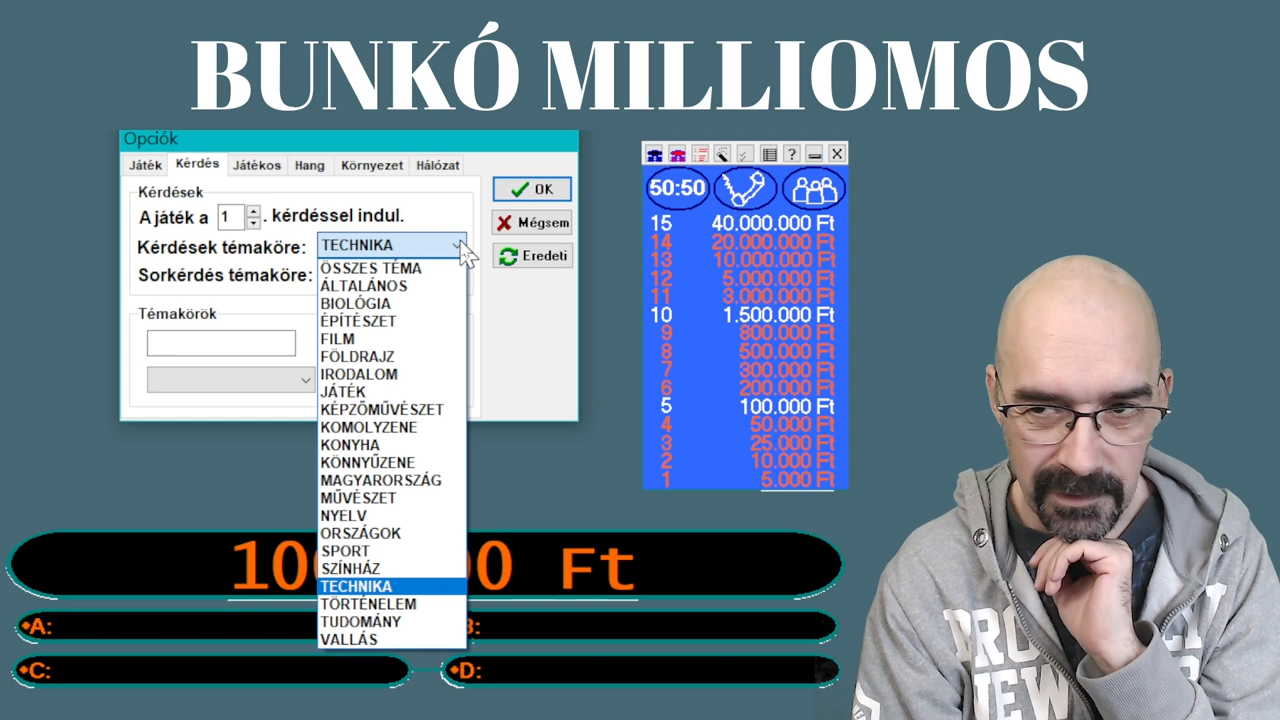 BUNKÓ MILLIOMOS
Opciók
Játék Kérdés Játékos Hang Környezet Hálózat
Kérdések
A játék a 1 . kérdéssel indul.
Kérdések témaköre: TECHNIKA
Sorkérdés témaköre:
Témakörök
OK
Mégsem
Eredeti
ÖSSZES TÉMA
ÁLTALÁNOS
BIOLÓGIA
ÉPÍTÉSZET
FILM
FÖLDRAJZ
IRODALOM
JÁTÉK
KÉPZŐMŰVÉSZET
KOMOLYZENE
KONYHA
KÖNNYŰZENE
MAGYARORSZÁG
MŰVÉSZET
NYELV
ORSZÁGOK
SPORT
SZÍNHÁZ
TECHNIKA
TÖRTÉNELEM
TUDOMÁNY
VALLÁS
?
50:50
15 40.000.000 Ft
14 20.000.000 Ft
13 10.000.000 Ft
12 5.000.000 Ft
11 3.000.000 Ft
10 1.500.000 Ft
9 800.000 Ft
8 500.000 Ft
7 300.000 Ft
6 200.000 Ft
5 100.000 Ft
4 50.000 Ft
3 25.000 Ft
2 10.000 Ft
1 5.000 Ft
10 0 Ft
A:
C:
D:
NEW